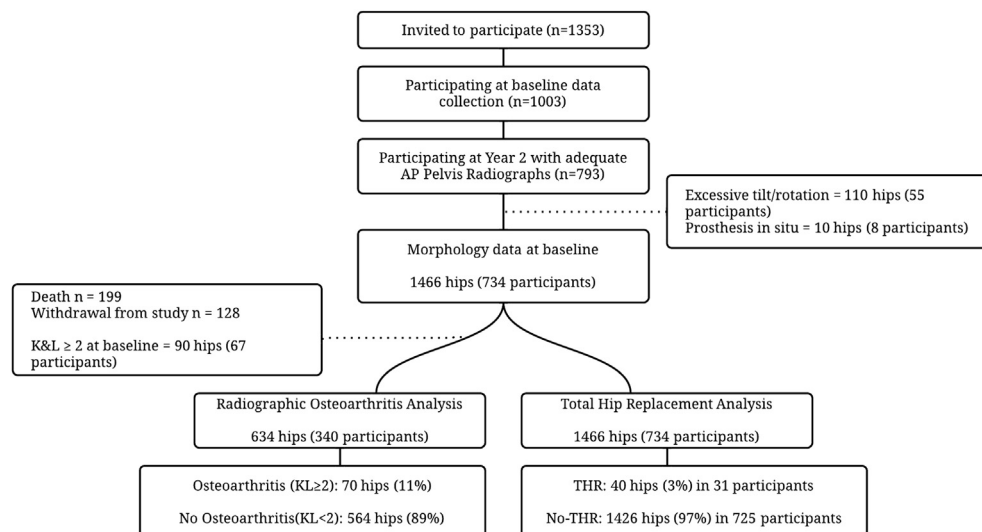 Invited to participate (n=1353)
Participating at baseline data
collection (n=1003)
Participating at Year 2 with adequate
AP Pelvis Radiographs (n=793)
Excessive tilt/rotation = 110 hips (55
participants)
Prosthesis in situ = 10 hips (8 participants)
Morphology data at baseline
1466 hips (734 participants)
Death n = 199
Withdrawal from study n = 128
K&L ≥ 2 at baseline = 90 hips (67
participants)
Radiographic Osteoarthritis Analysis
634 hips (340 participants)
Total Hip Replacement Analysis
1466 hips (734 participants)
Osteoarthritis (KL≥2): 70 hips (11%)
No Osteoarthritis(KL<2): 564 hips (89%)
THR: 40 hips (3%) in 31 participants
No-THR: 1426 hips (97%) in 725 participants